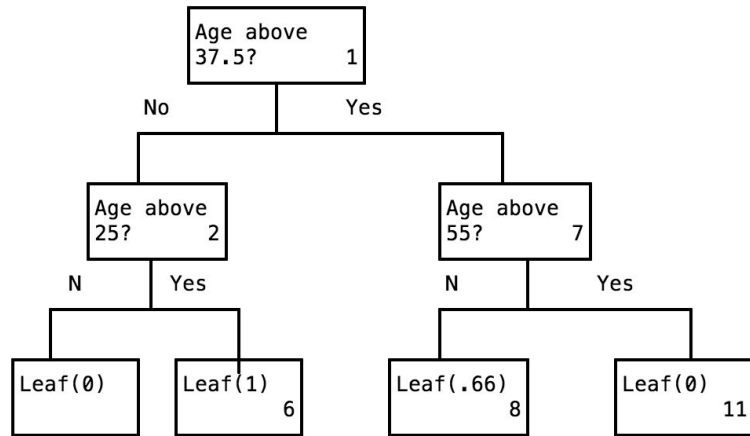 Age above
37.5? 1
No Yes
Age above
25? 2
Age above
55? 7
N Yes
N Yes
Leaf(0)
Leaf(1)
6
Leaf(.66)
8
Leaf(0)
11